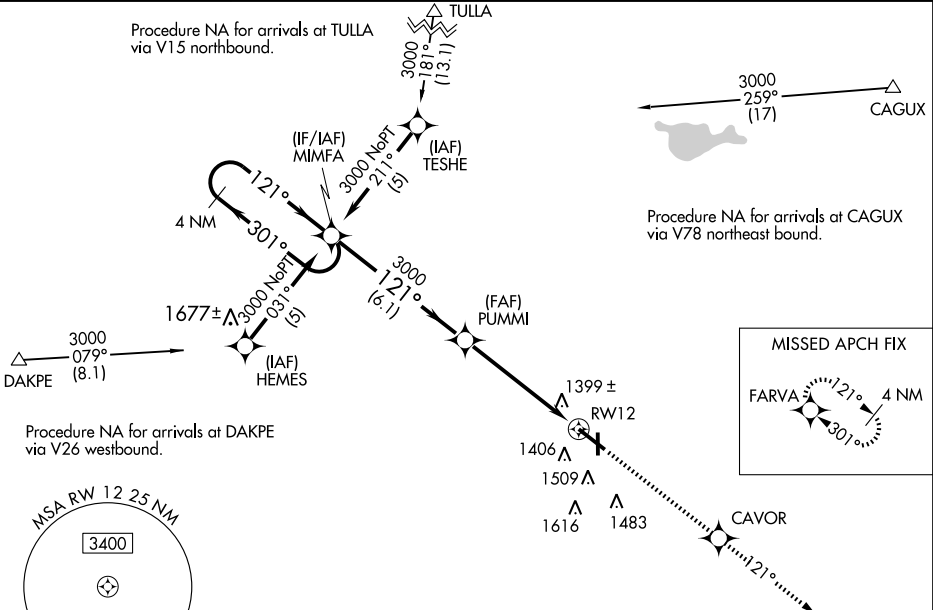 Procedure NA for arrivals at TULLA
via V15 northbound.
TULLA
3000
181°
(13.1)
3000
259°
(17)
CAGUX
(IF/IAF)
MIMFA
(IAF)
TESHE
3000 NoPT
211°
(5)
121°
4 NM
301°
Procedure NA for arrivals at CAGUX
via V78 northeast bound.
3000
121°
(6.1)
3000 NoPT
031°
(5)
1677±
(FAF)
PUMMI
3000
079°
(8.1)
DAKPE
(IAF)
HEMES
MISSED APCH FIX
FARVA
121°
4 NM
301°
1399 ±
RW12
1406
1509
1616
1483
Procedure NA for arrivals at DAKPE
via V26 westbound.
MSA RW 12 25 NM
3400
CAVOR
121°